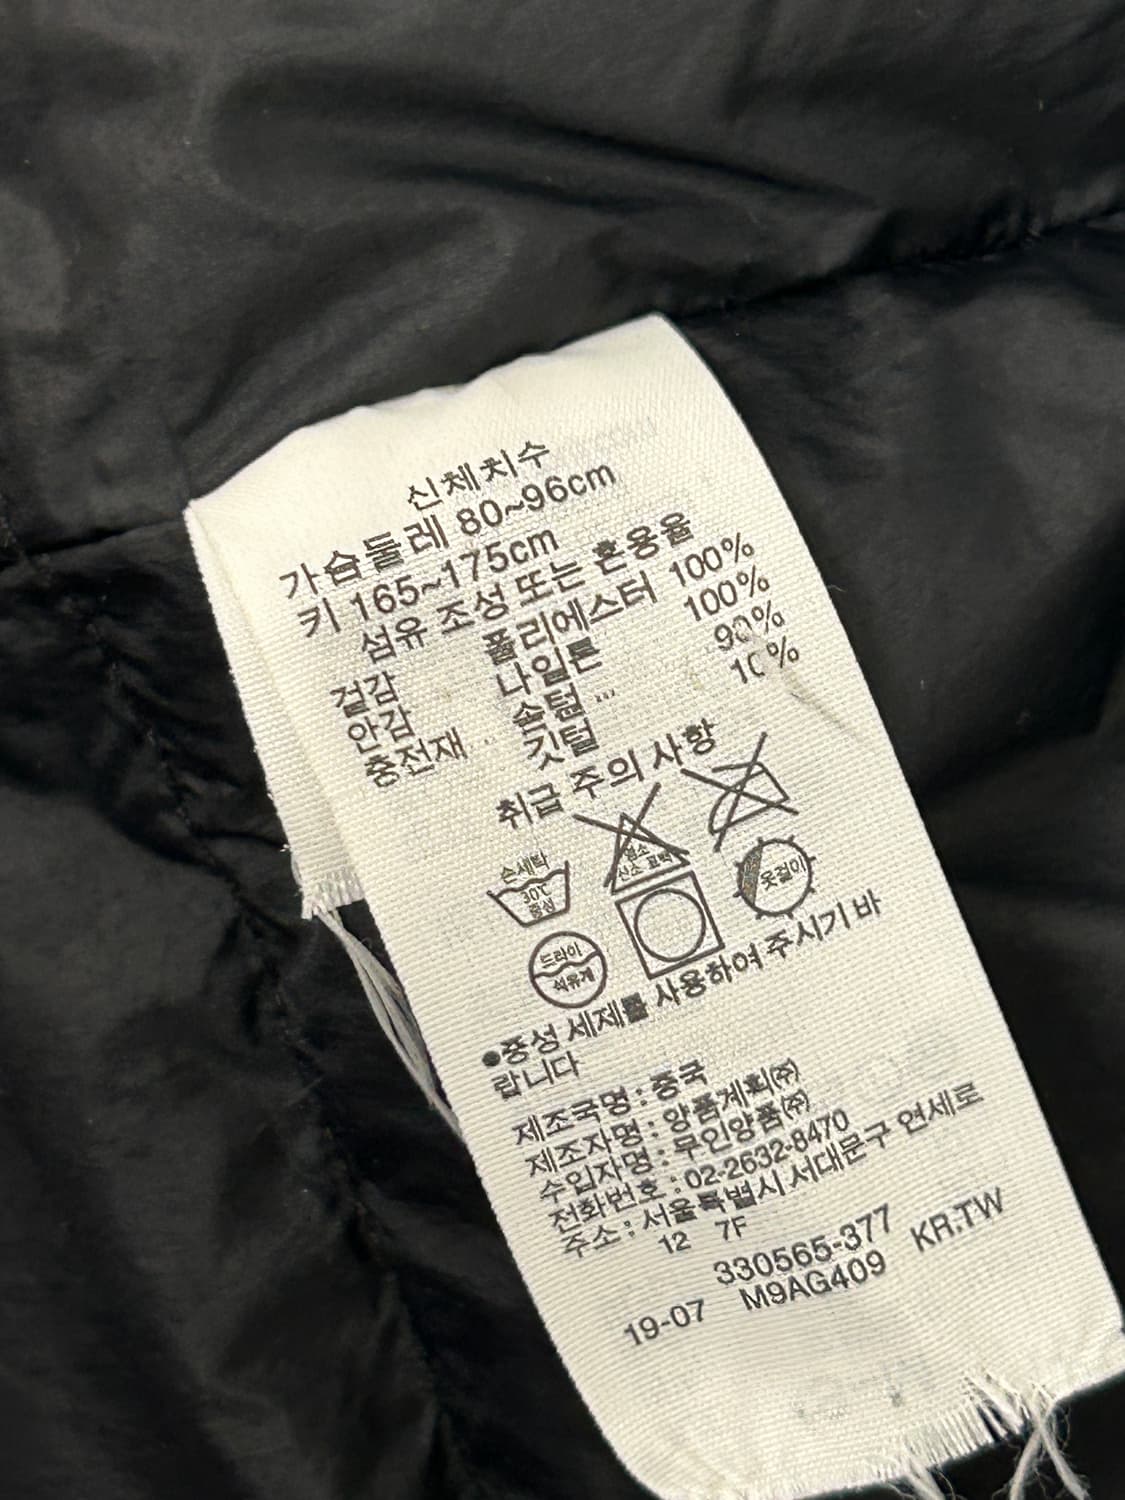 신체치수
가슴둘레 80~96cm
키 165~175cm
섬유 조성 또는 혼용율
겉감 폴리에스터 100%
안감 나일론 100%
충전재 솜털 90%
깃털 10%
취급 주의 사항
손세탁
30℃
중성
염소
산소 표백
드라이
석유계
옷걸이
●중성 세제를 사용하여 주시기 바
랍니다
제조국명 : 중국
제조자명 : 양품계획(주)
수입자명 : 무인양품(주)
전화번호 : 02-2632-8470
주소 : 서울특별시 서대문구 연세로
12 7F
330565-377 KR.TW
19-07 M9AG409